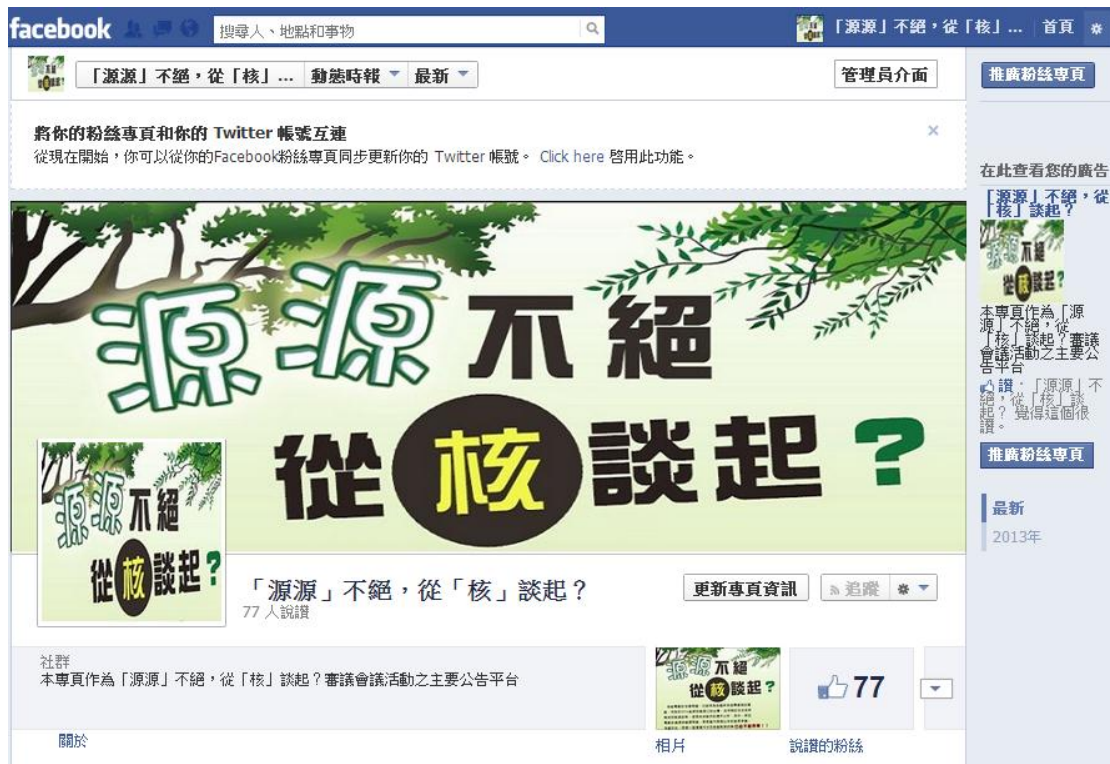 facebook
搜尋人、地點和事物
「源源」不絕，從「核」...
首頁
「源源」不絕，從「核」...
動態時報
最新
管理員介面
推廣粉絲專頁
將你的粉絲專頁和你的 Twitter 帳號互連
從現在開始，你可以從你的Facebook粉絲專頁同步更新你的 Twitter 帳號。 Click here 啓用此功能。
在此查看您的廣告
「源源」不絕，從
「核」談起？
源源不絕
從核談起？
本專頁作為「源
源」不絕，從
「核」談起？審議
會議活動之主要公
告平台
讚 · 「源源」不
絕，從「核」談
起？ 覺得這個很
讚。
推廣粉絲專頁
最新
2013年
源源不絕
從核談起？
源源不絕
從核談起？
「源源」不絕，從「核」談起？
77 人說讚
更新專頁資訊
追蹤
社群
本專頁作為「源源」不絕，從「核」談起？審議會議活動之主要公告平台
關於
源源不絕
從核談起？
相片
77
說讚的粉絲